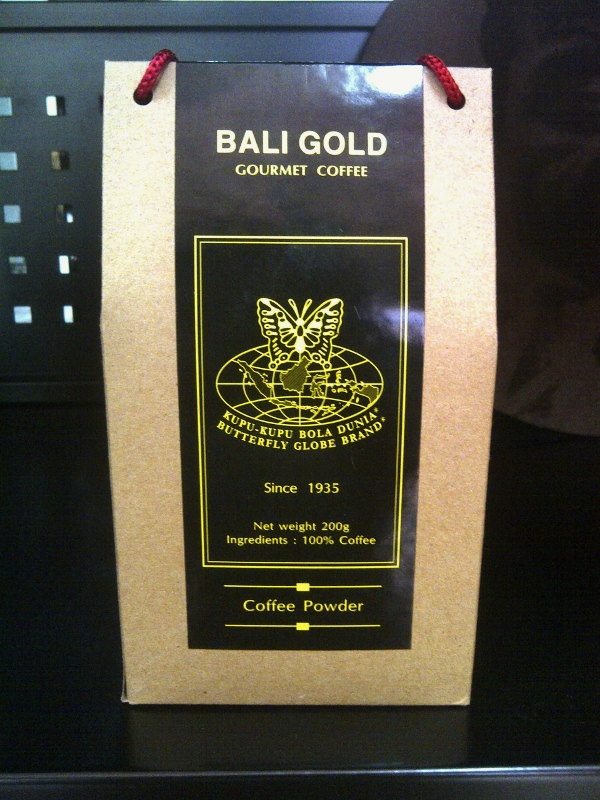 BALI GOLD
GOURMET COFFEE
KUPU-KUPU BOLA DUNIA®
BUTTERFLY GLOBE BRAND®
Since 1935
Net weight 200g
Ingredients : 100% Coffee
Coffee Powder